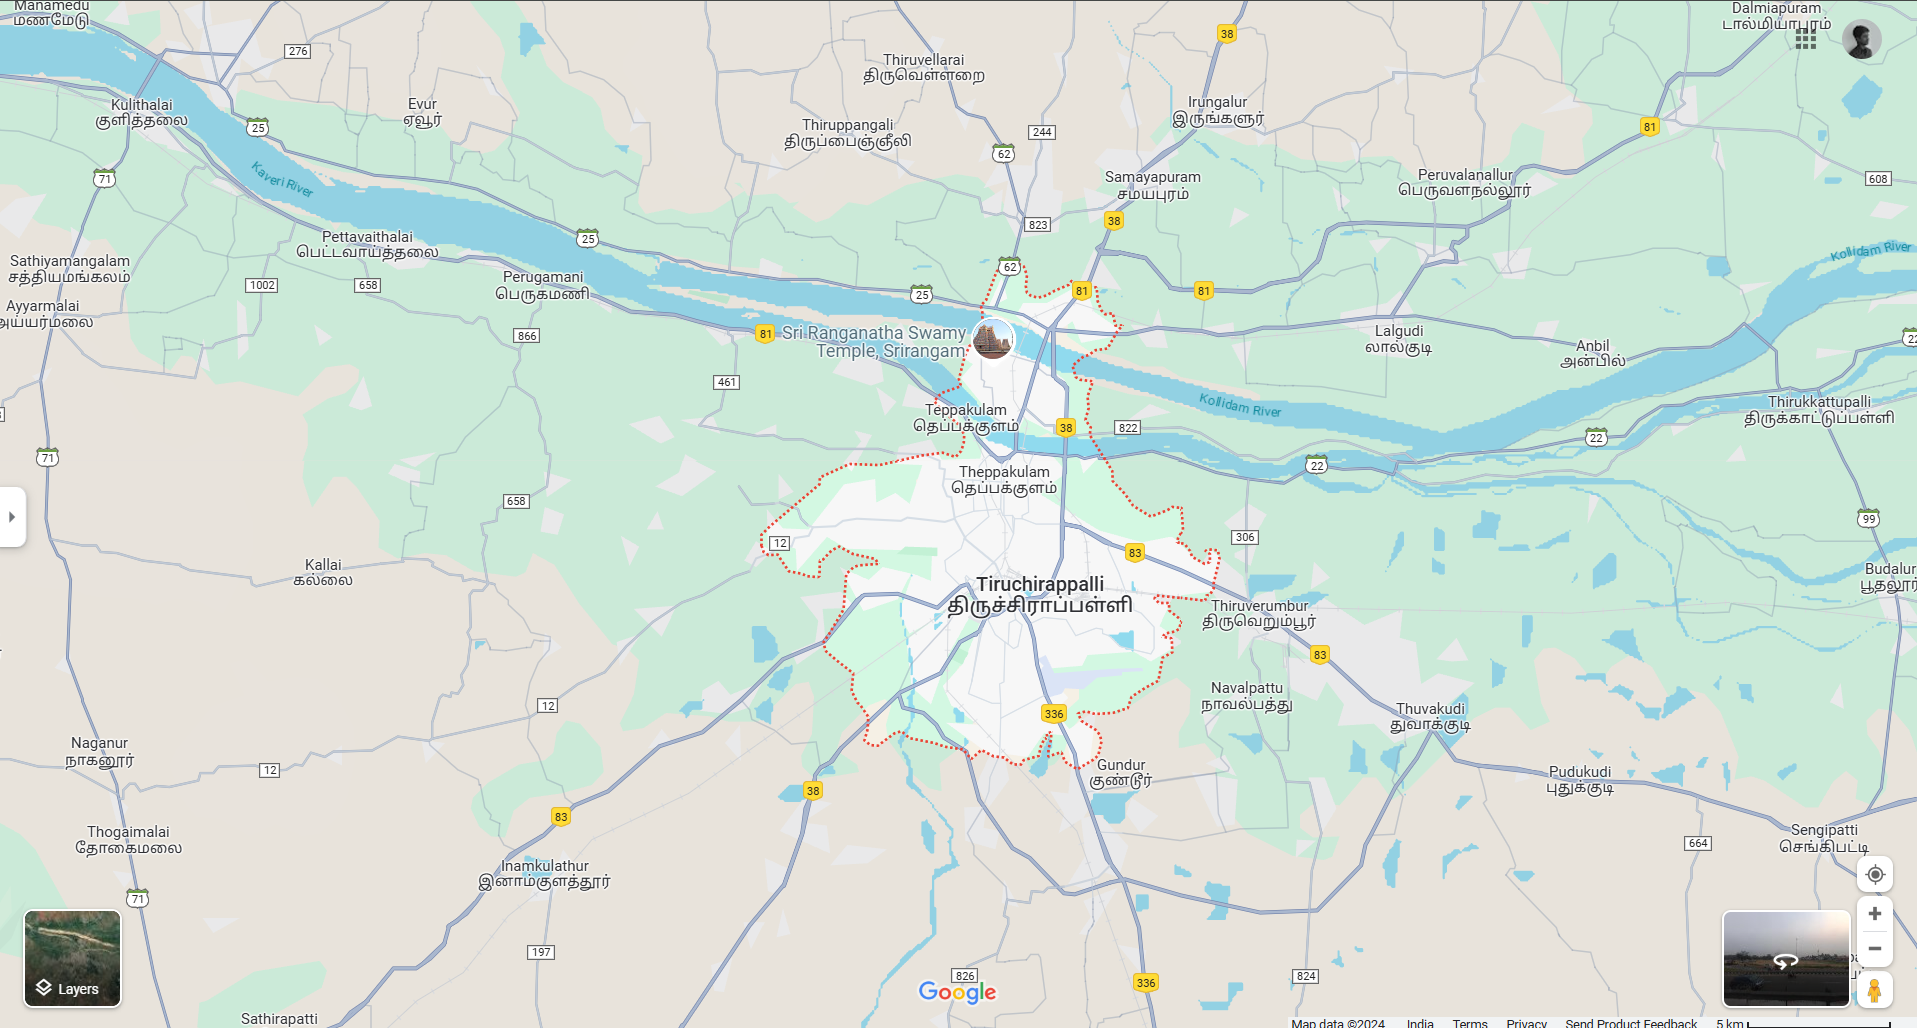 Manamedu
மணமேடு
Dalmiapuram
டால்மியாபுரம்
276
38
Thiruvellarai
திருவெள்ளறை
Kulithalai
குளித்தலை
Evur
ஏவூர்
Irungalur
இருங்களுர்
25
Thiruppangali
திருப்பைஞ்ஞீலி
244
81
62
Kaveri River
71
Samayapuram
சமயபுரம்
Peruvalanallur
பெருவளநல்லூர்
608
38
823
Pettavaithalai
பெட்டவாய்த்தலை
25
Kollidam River
Sathiyamangalam
சத்தியமங்கலம்
62
Perugamani
பெருகமணி
1002
658
25
81
81
Ayyarmalai
அய்யர்மலை
866
81
Sri Ranganatha Swamy
Temple, Srirangam
Lalgudi
லால்குடி
Anbil
அன்பில்
22
461
Kollidam River
Teppakulam
தெப்பக்குளம்
38
822
Thirukkattupalli
திருக்காட்டுப்பள்ளி
22
71
22
Theppakulam
தெப்பக்குளம்
658
99
12
83
306
Kallai
கல்லை
Tiruchirappalli
திருச்சிராப்பள்ளி
Budalur
பூதலூர்
Thiruverumbur
திருவெறும்பூர்
83
12
Navalpattu
நாவல்பத்து
336
Thuvakudi
துவாக்குடி
Naganur
நாகனூர்
12
Gundur
குண்டூர்
Pudukudi
புதுக்குடி
38
83
Thogaimalai
தோகைமலை
Sengipatti
செங்கிபட்டி
664
Inamkulathur
இனாம்குளத்தூர்
71
197
826
824
336
Layers
Google
Sathirapatti
Map data ©2024 India Terms Privacy Send Product Feedback 5 km